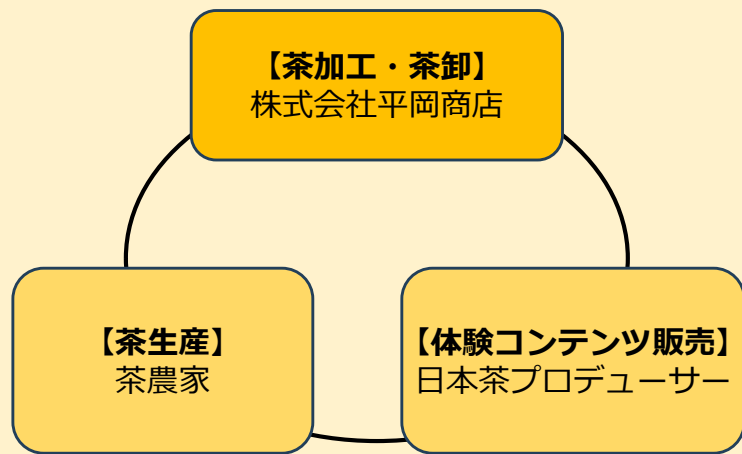 【茶加工・茶卸】
株式会社平岡商店
【茶生産】
茶農家
【体験コンテンツ販売】
日本茶プロデューサー